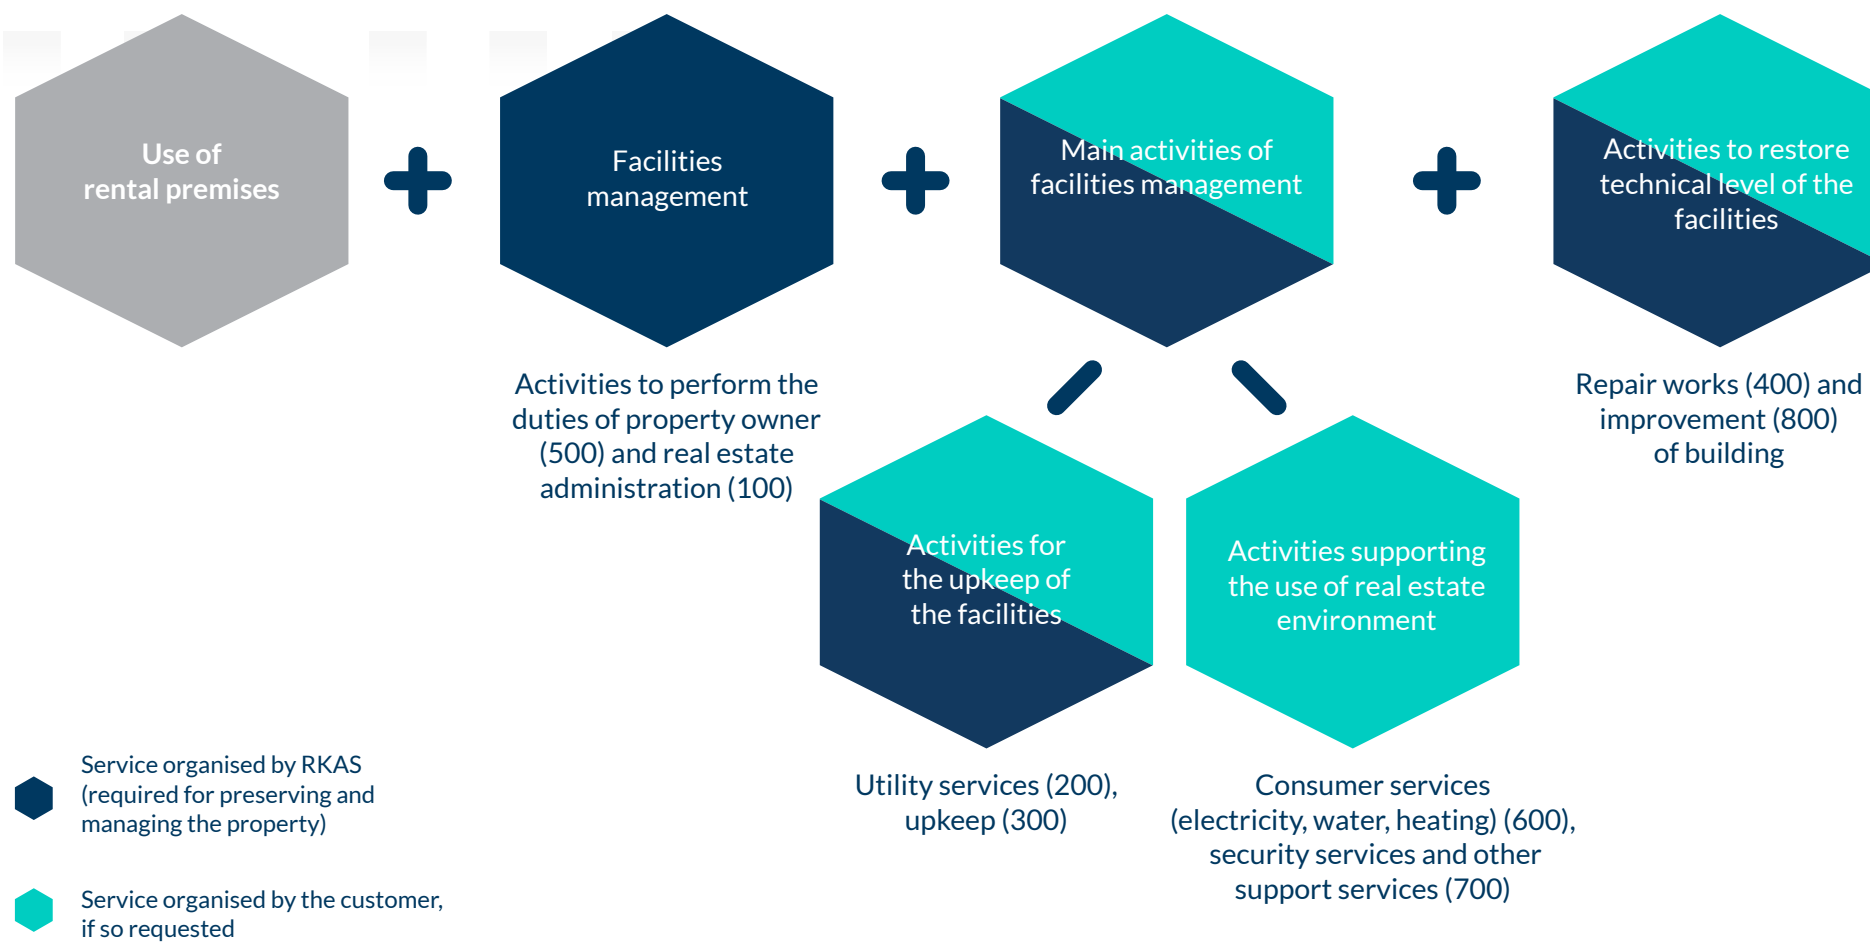 Use of
rental premises
Facilities
management
Main activities of
facilities management
Activities to restore
technical level of the
facilities
Activities to perform the
duties of property owner
(500) and real estate
administration (100)
Repair works (400) and
improvement (800)
of building
Activities for
the upkeep of
the facilities
Activities supporting
the use of real estate
environment
Utility services (200),
upkeep (300)
Consumer services
(electricity, water, heating) (600),
security services and other
support services (700)
Service organised by RKAS
(required for preserving and
managing the property)
Service organised by the customer,
if so requested